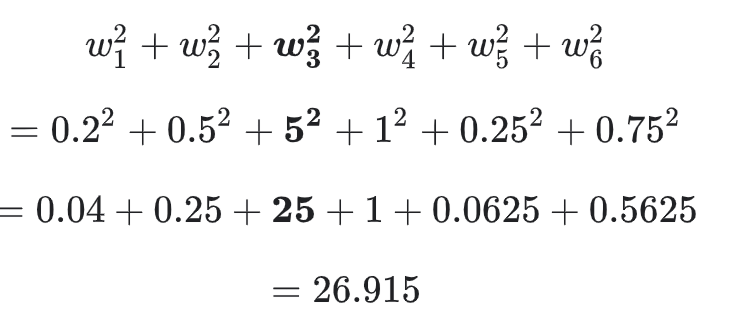 w₁² + w₂² + w₃² + w₄² + w₅² + w₆²
= 0.2² + 0.5² + 5² + 1² + 0.25² + 0.75²
= 0.04 + 0.25 + 25 + 1 + 0.0625 + 0.5625
= 26.915